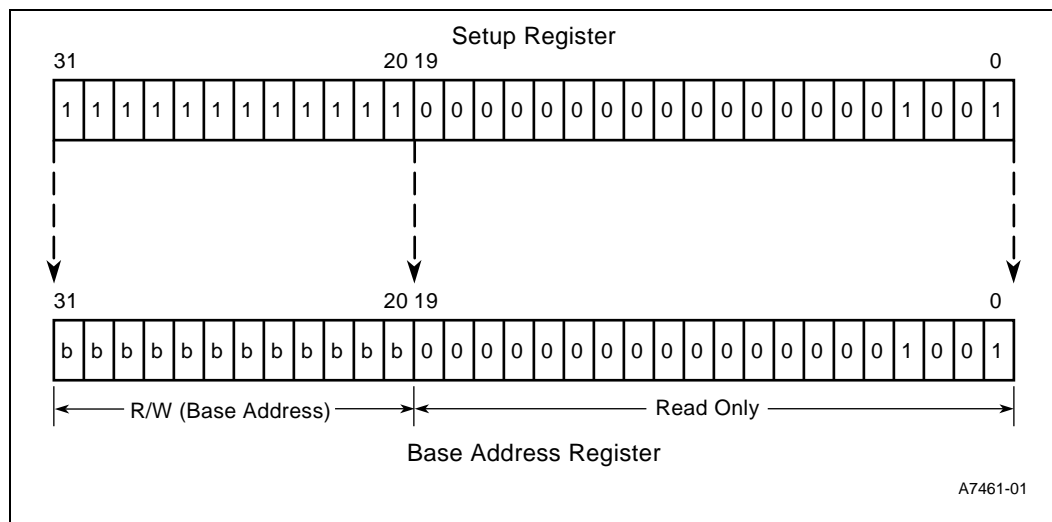 Setup Register
31 20 19 0
1 1 1 1 1 1 1 1 1 1 1 1 0 0 0 0 0 0 0 0 0 0 0 0 0 0 0 0 1 0 0 1
31 20 19 0
b b b b b b b b b b b b 0 0 0 0 0 0 0 0 0 0 0 0 0 0 0 0 1 0 0 1
R/W (Base Address) Read Only
Base Address Register
A7461-01